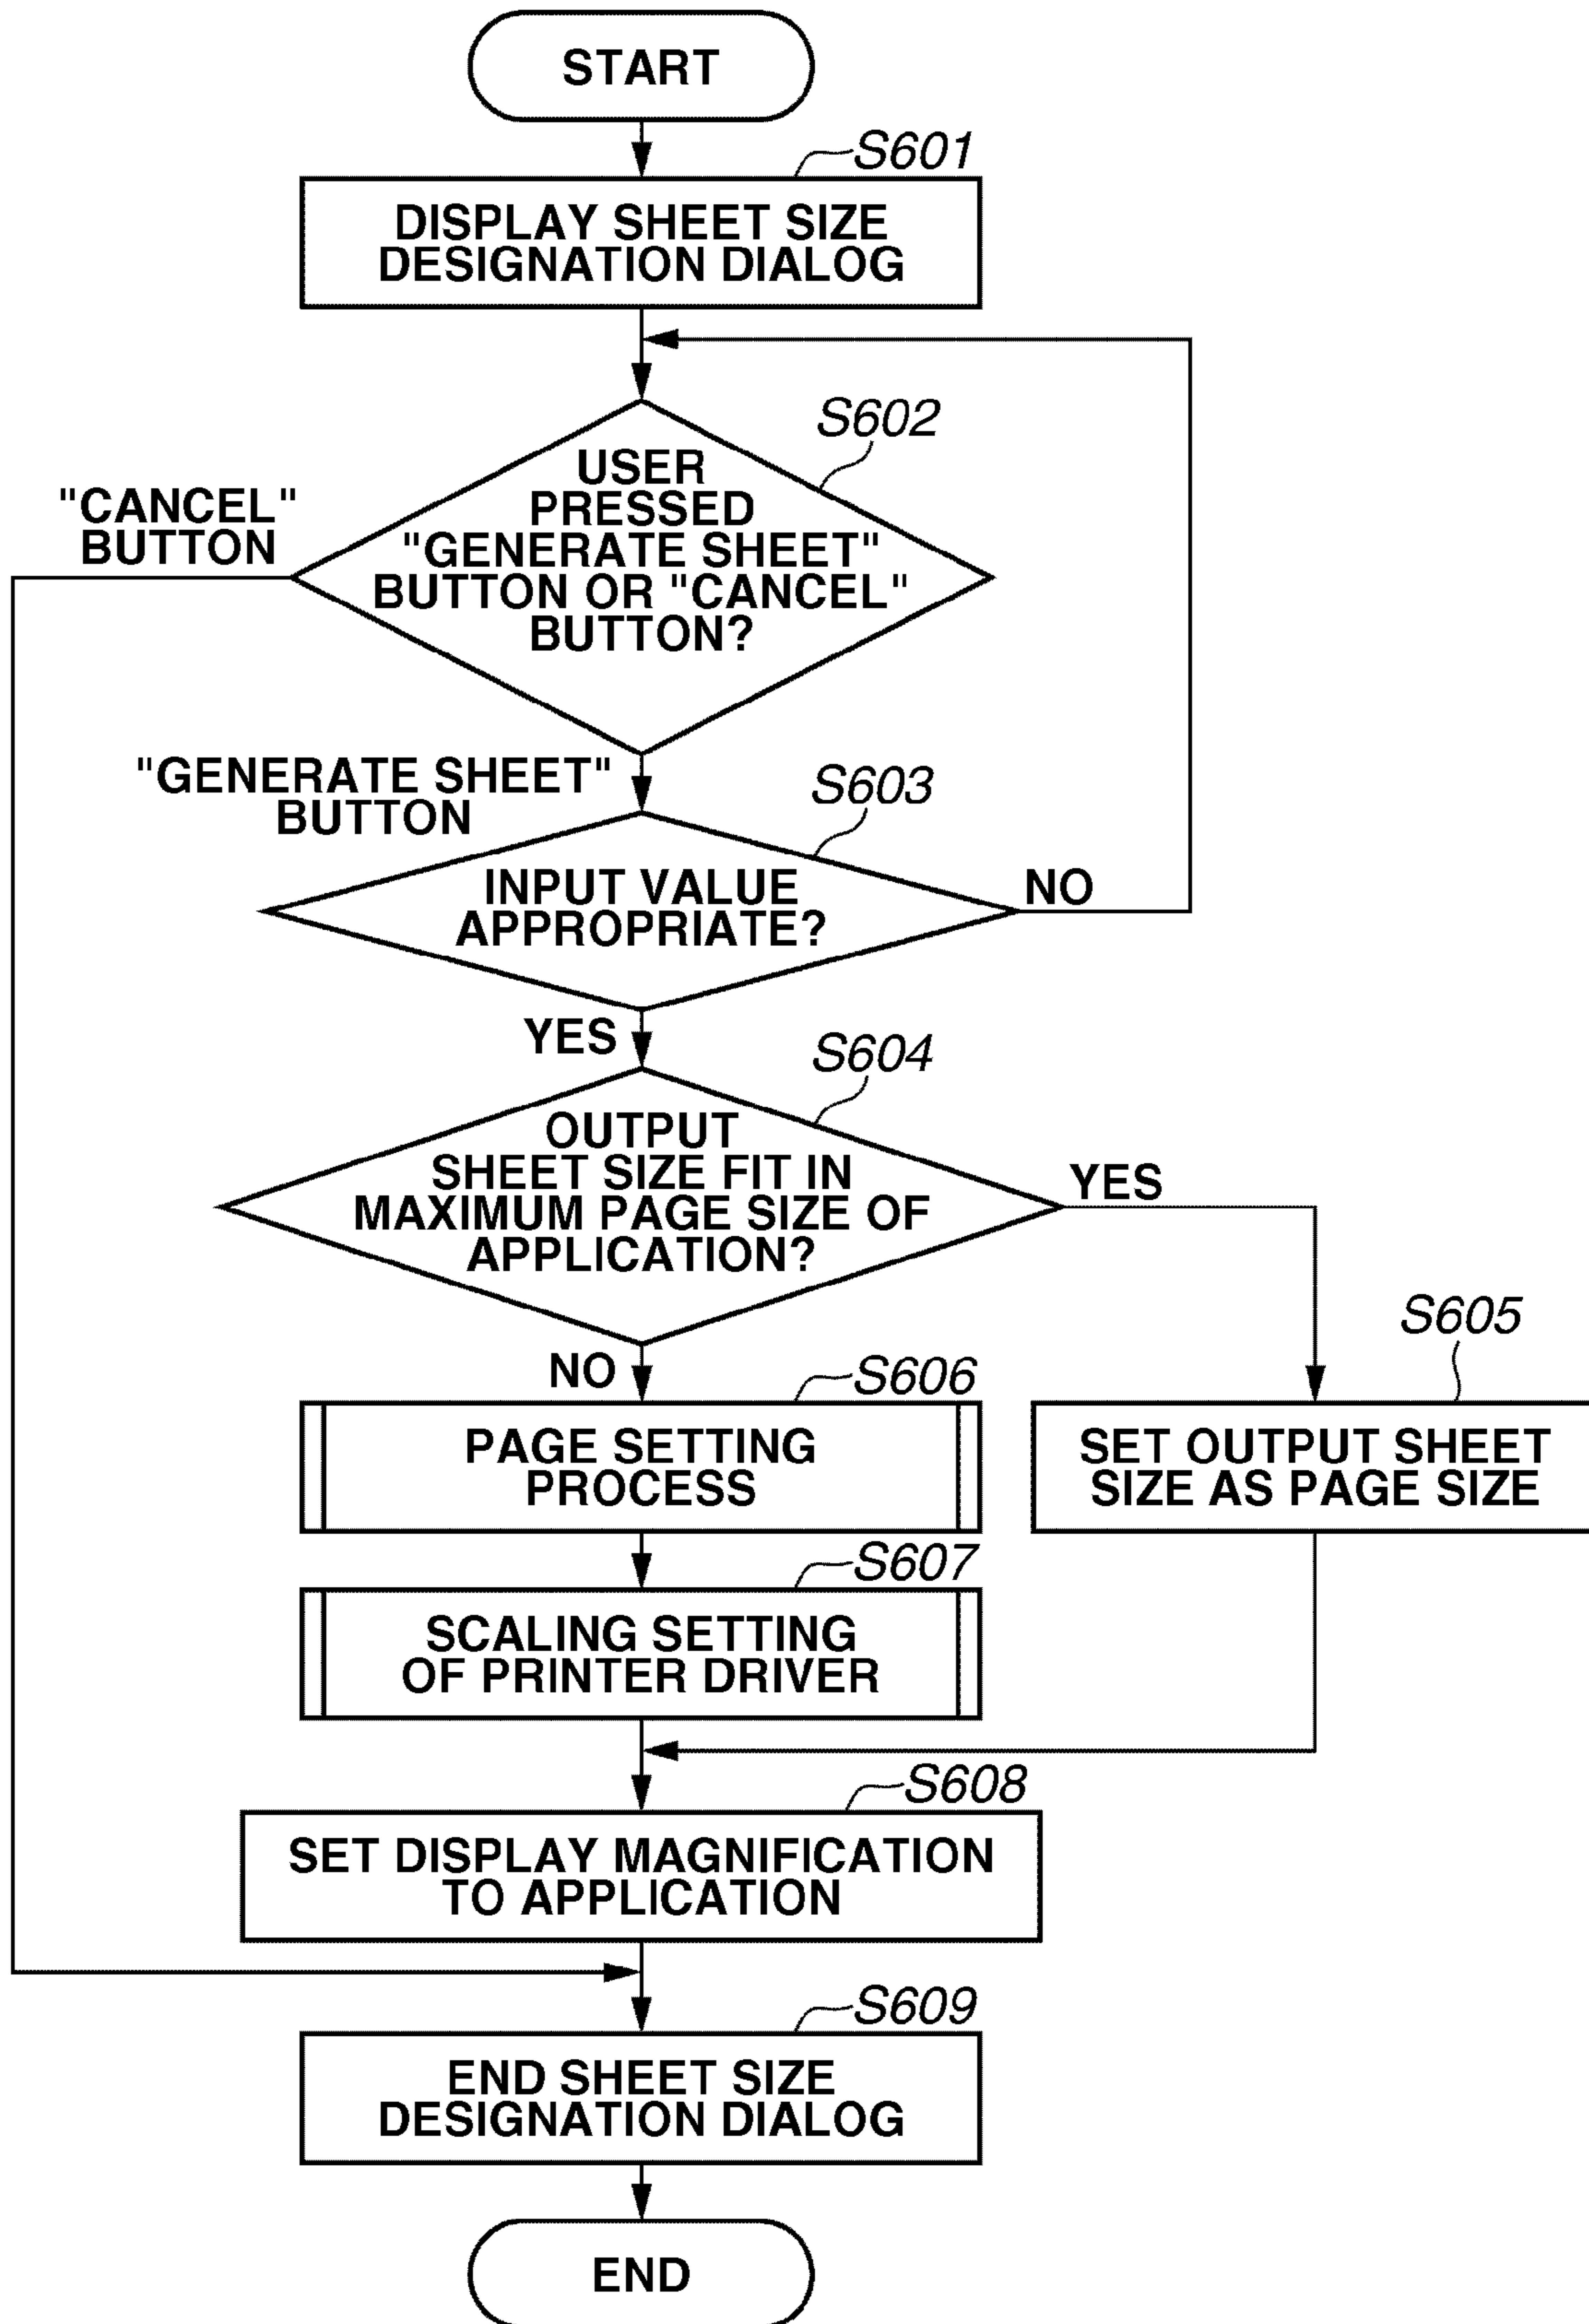 START
S601
DISPLAY SHEET SIZE
DESIGNATION DIALOG
S602
USER
PRESSED
"GENERATE SHEET"
BUTTON OR "CANCEL"
BUTTON?
"CANCEL"
BUTTON
"GENERATE SHEET"
BUTTON
S603
INPUT VALUE
APPROPRIATE?
NO
YES
S604
OUTPUT
SHEET SIZE FIT IN
MAXIMUM PAGE SIZE OF
APPLICATION?
YES
NO
S605
SET OUTPUT SHEET
SIZE AS PAGE SIZE
S606
PAGE SETTING
PROCESS
S607
SCALING SETTING
OF PRINTER DRIVER
S608
SET DISPLAY MAGNIFICATION
TO APPLICATION
S609
END SHEET SIZE
DESIGNATION DIALOG
END